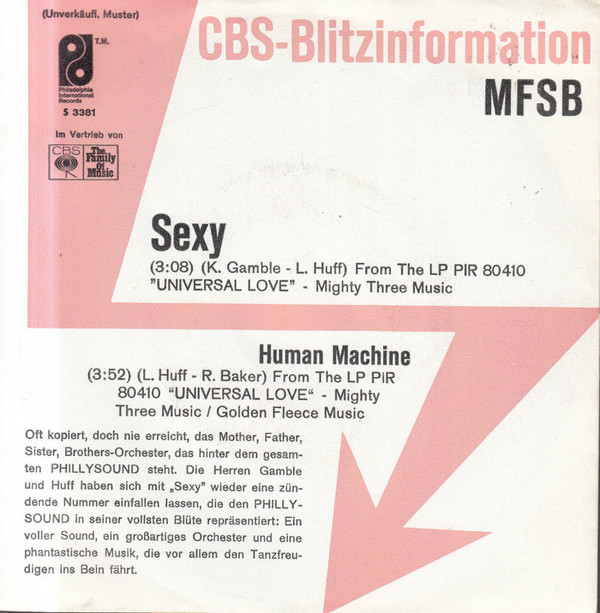 (Unverkäufl. Muster)
CBS-Blitzinformation
T.M.
Philadelphia
International
Records
S 3381
MFSB
Im Vertrieb von
CBS
The
Family
Of
Music
Sexy
(3:08) (K. Gamble - L. Huff) From The LP PIR 80410
"UNIVERSAL LOVE" - Mighty Three Music
Human Machine
(3:52) (L. Huff - R. Baker) From The LP PIR
80410 "UNIVERSAL LOVE“ - Mighty
Three Music / Golden Fleece Music
Oft kopiert, doch nie erreicht, das Mother, Father,
Sister, Brothers-Orchester, das hinter dem gesam-
ten PHILLYSOUND steht. Die Herren Gamble
und Huff haben sich mit „Sexy" wieder eine zün-
dende Nummer einfallen lassen, die den PHILLY-
SOUND in seiner vollsten Blüte repräsentiert: Ein
voller Sound, ein großartiges Orchester und eine
phantastische Musik, die vor allem den Tanzfreu-
digen ins Bein fährt.